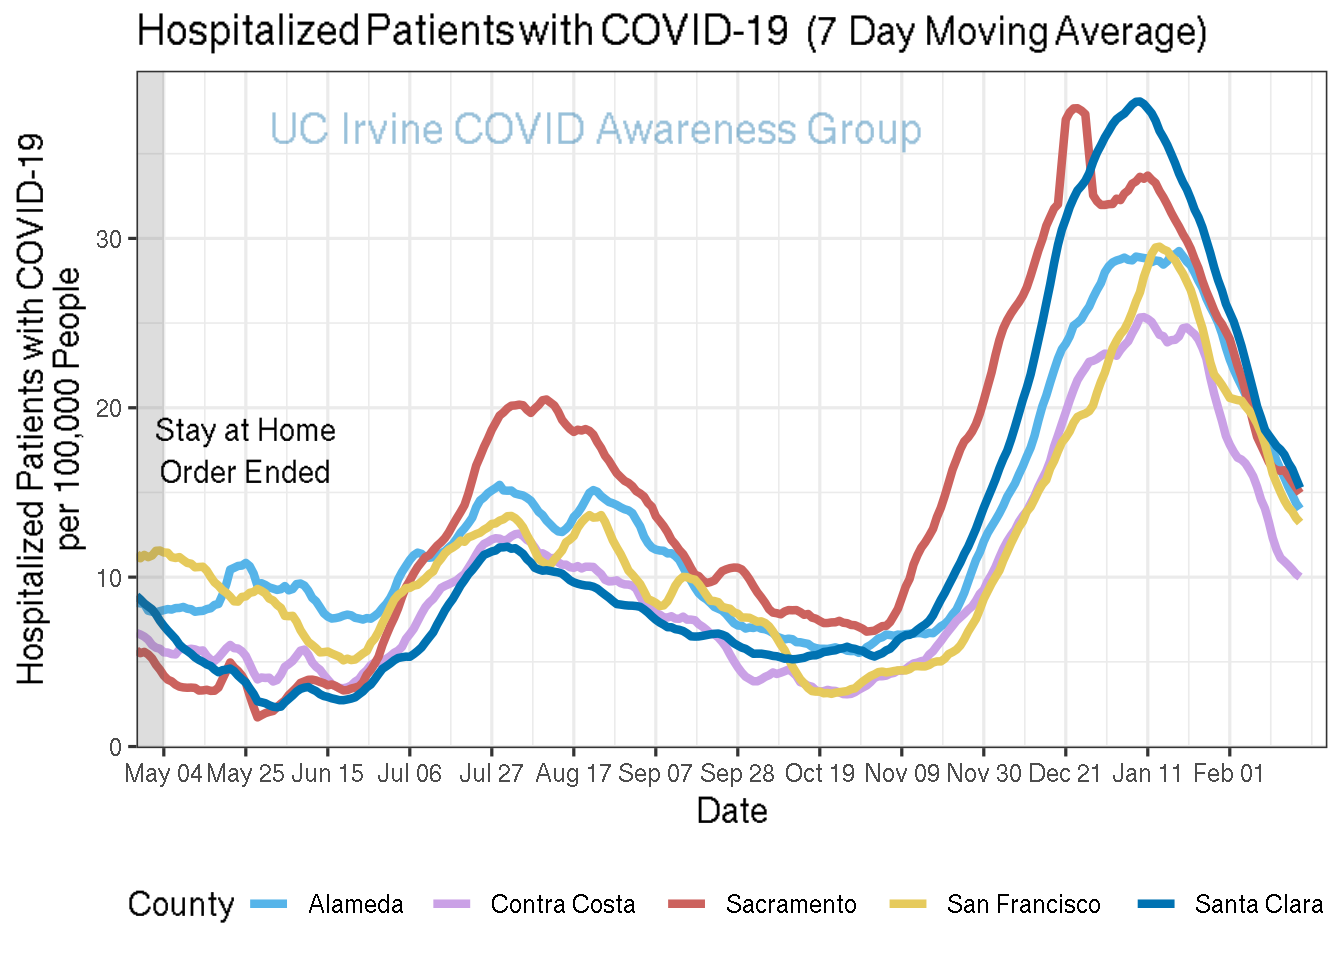 Hospitalized Patients with COVID-19 (7 Day Moving Average)
UC Irvine COVID Awareness Group
Hospitalized Patients with COVID-19
per 100,000 People
30
20
10
0
Stay at Home
Order Ended
May 04 May 25 Jun 15 Jul 06 Jul 27 Aug 17 Sep 07 Sep 28 Oct 19 Nov 09 Nov 30 Dec 21 Jan 11 Feb 01
Date
County Alameda Contra Costa Sacramento San Francisco Santa Clara